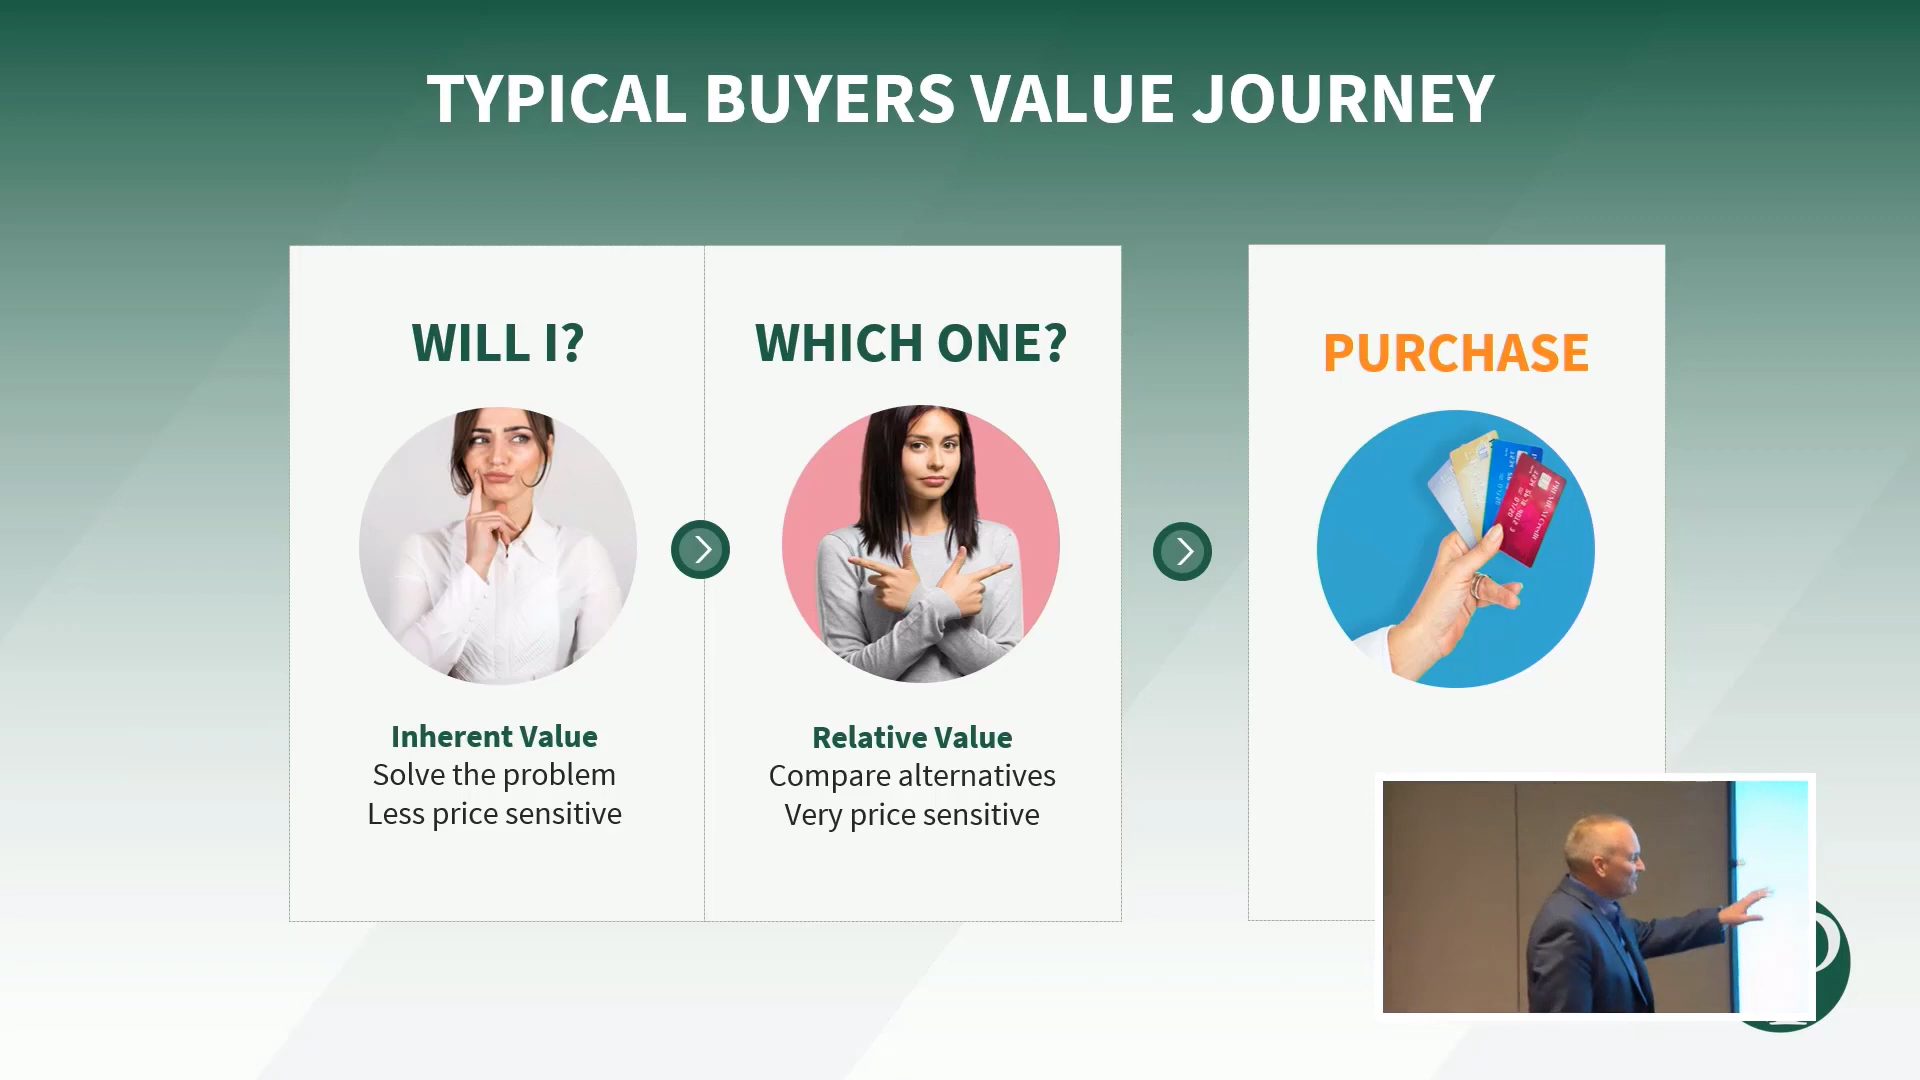 TYPICAL BUYERS VALUE JOURNEY
WILL I?
Inherent Value
Solve the problem
Less price sensitive
WHICH ONE?
Relative Value
Compare alternatives
Very price sensitive
PURCHASE